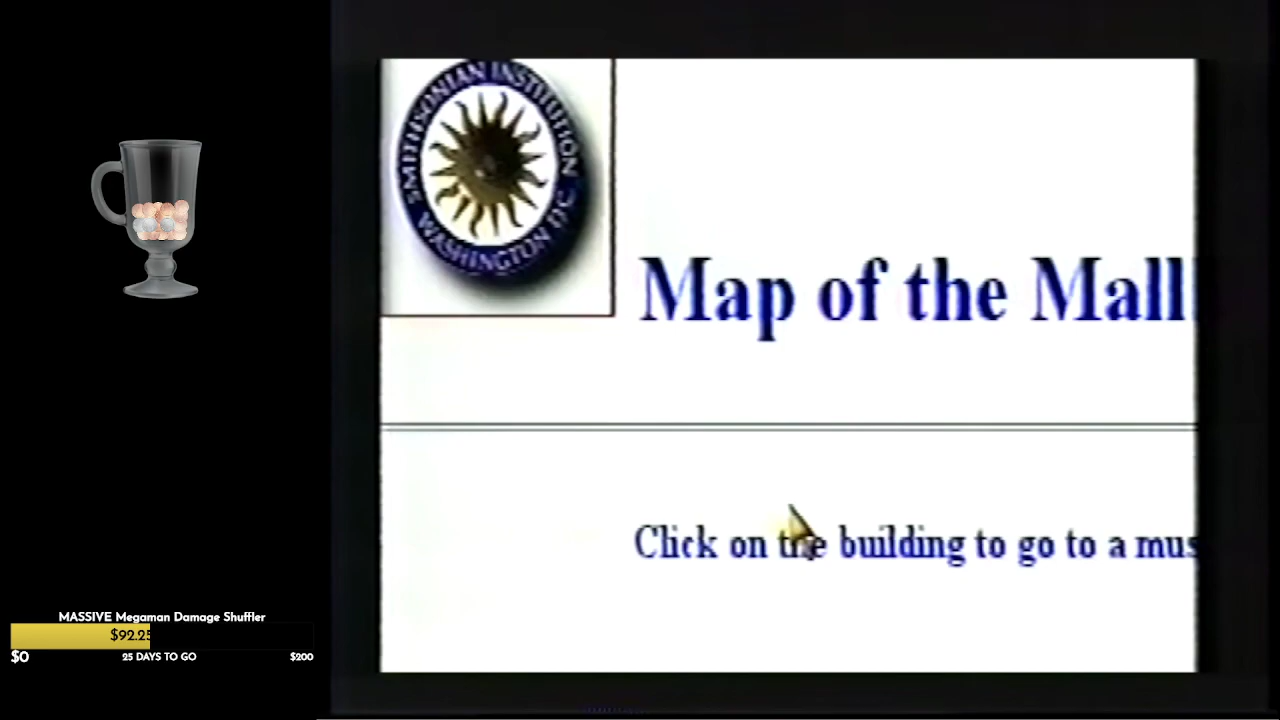 SMITHSONIAN INSTITUTION
WASHINGTON D.C.
Map of the Mall
Click on the building to go to a mus
MASSIVE Megaman Damage Shuffler
$92.25
$0
25 DAYS TO GO
$200